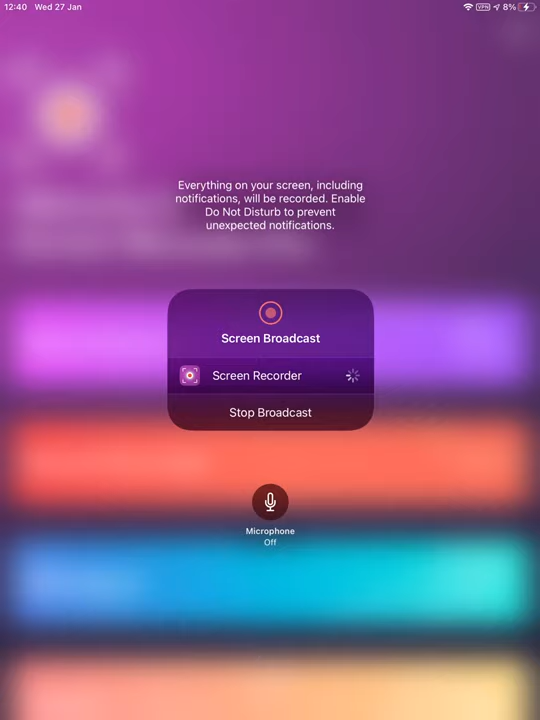 12:40 Wed 27 Jan VPN 8%
Everything on your screen, including
notifications, will be recorded. Enable
Do Not Disturb to prevent
unexpected notifications.
Screen Broadcast
Screen Recorder
Stop Broadcast
Microphone
Off